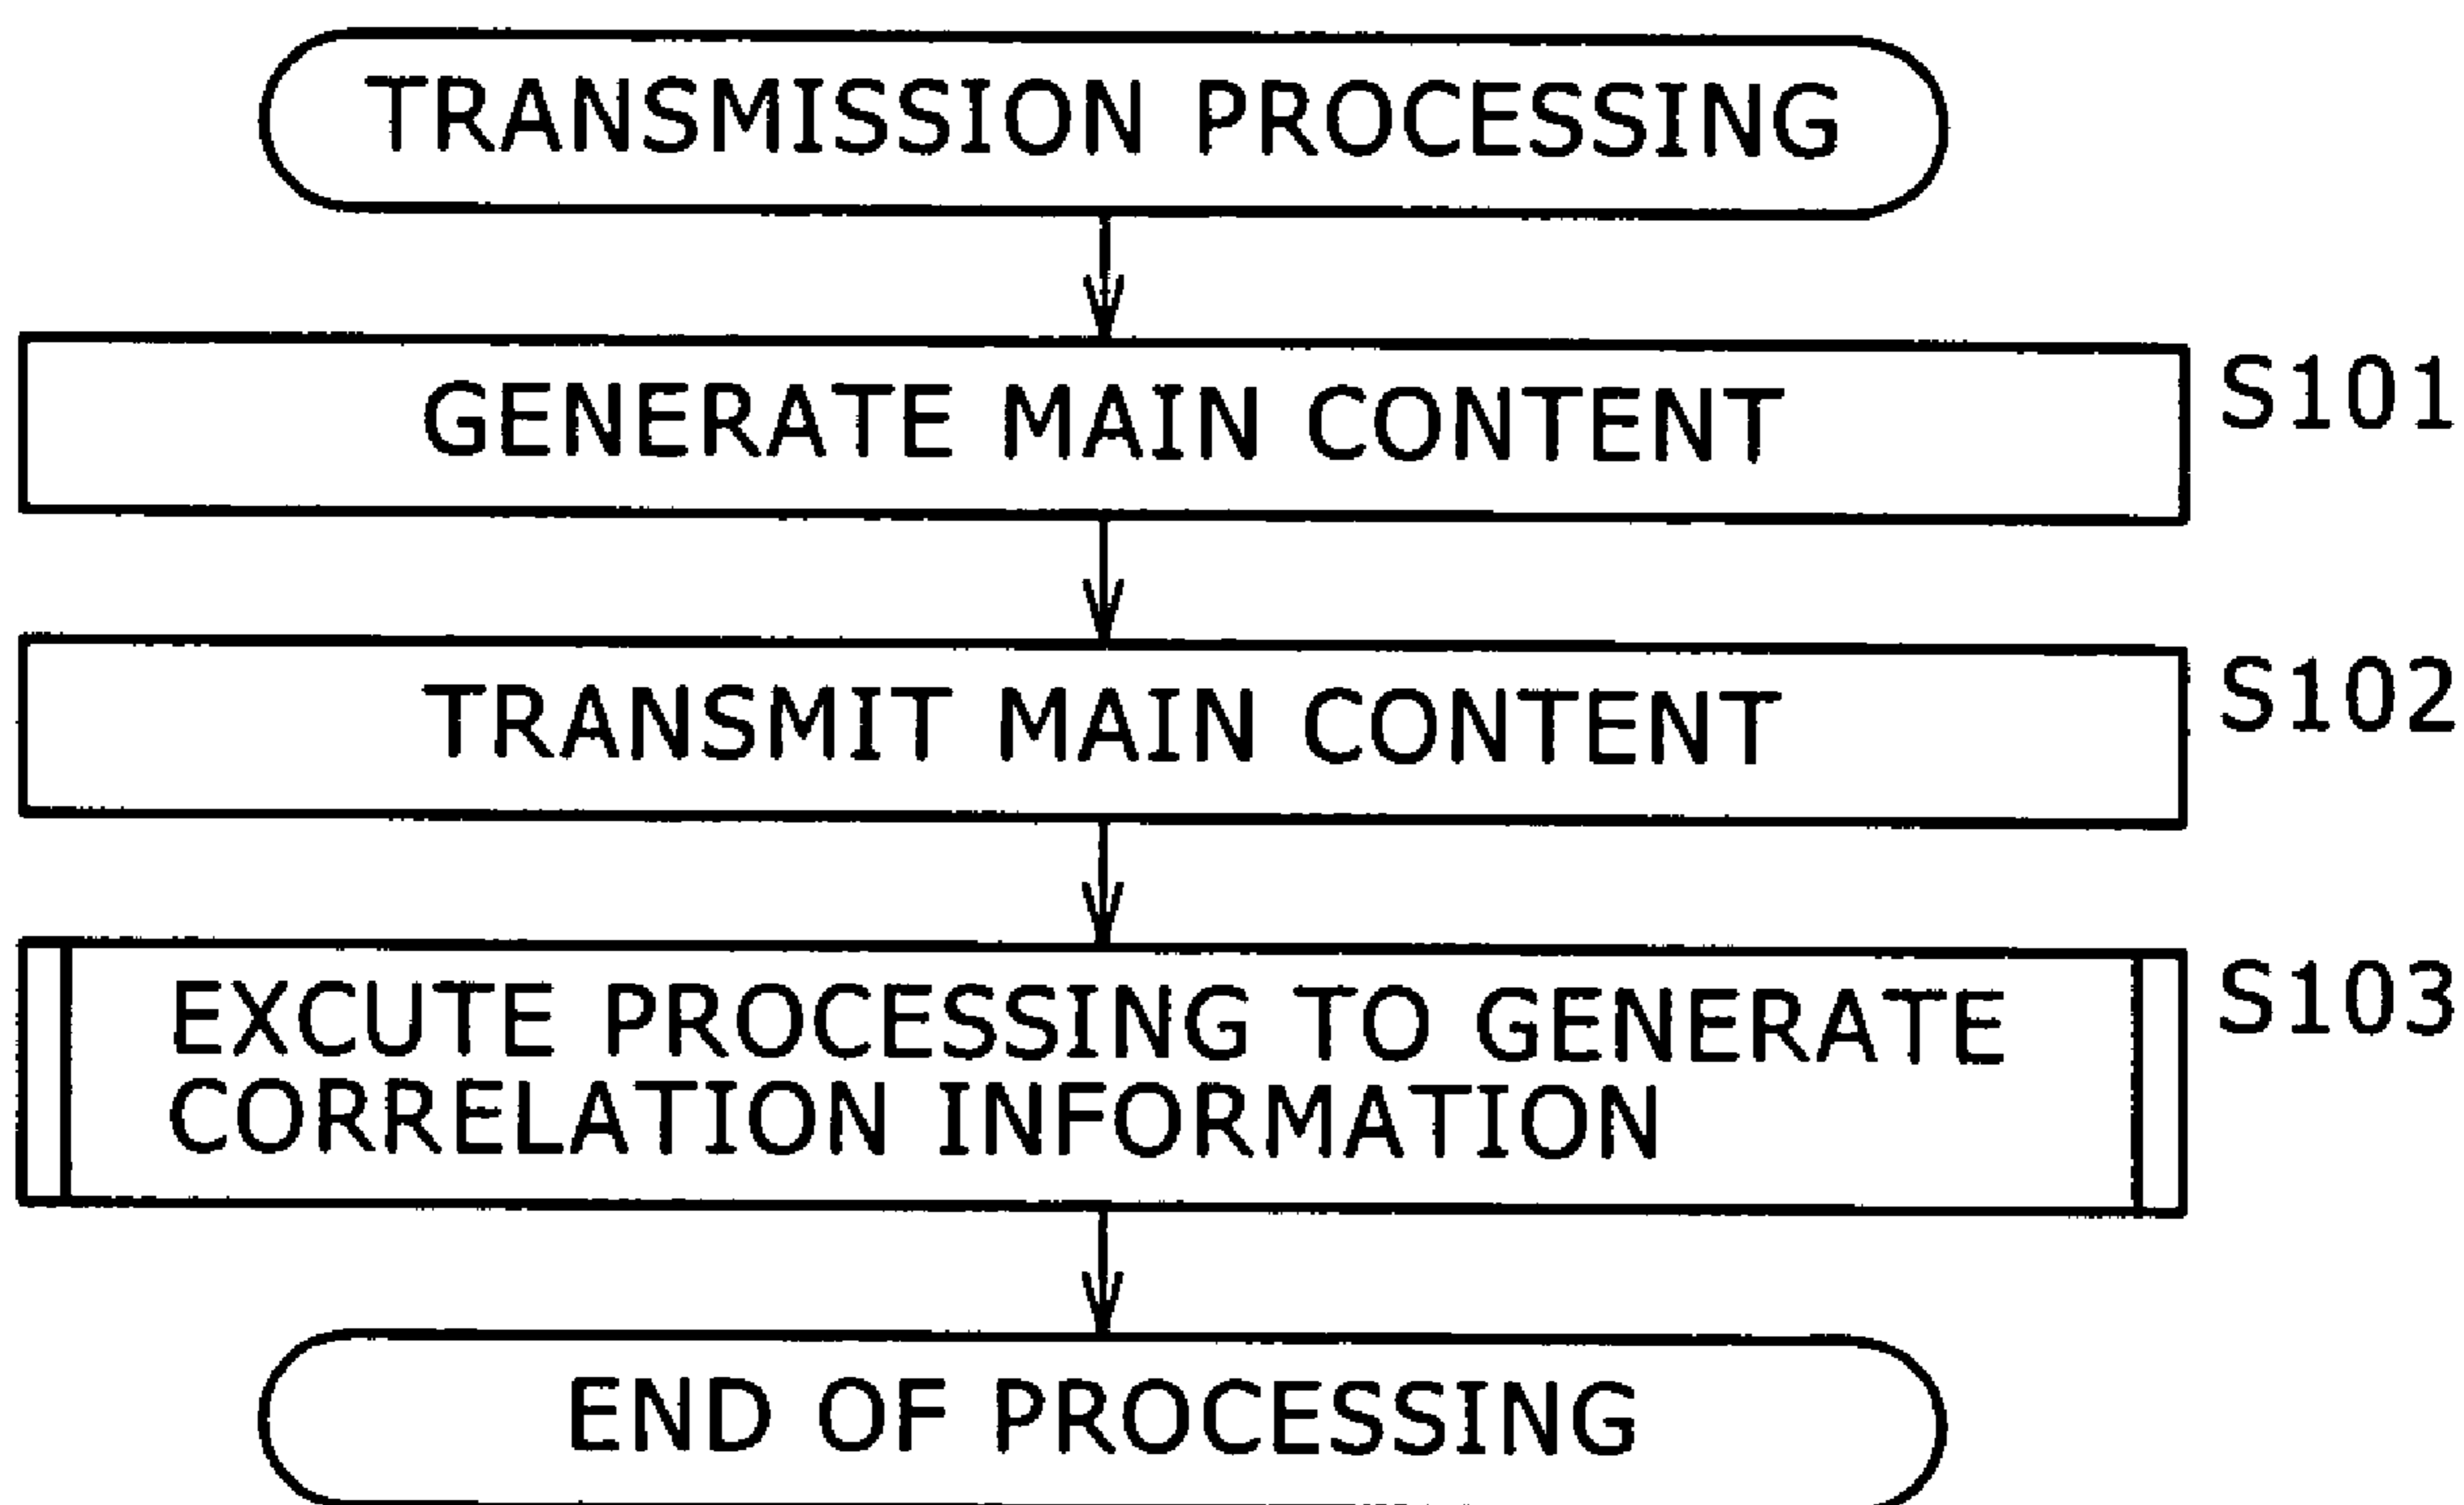 TRANSMISSION PROCESSING
GENERATE MAIN CONTENT S101
TRANSMIT MAIN CONTENT S102
EXCUTE PROCESSING TO GENERATE S103
CORRELATION INFORMATION
END OF PROCESSING